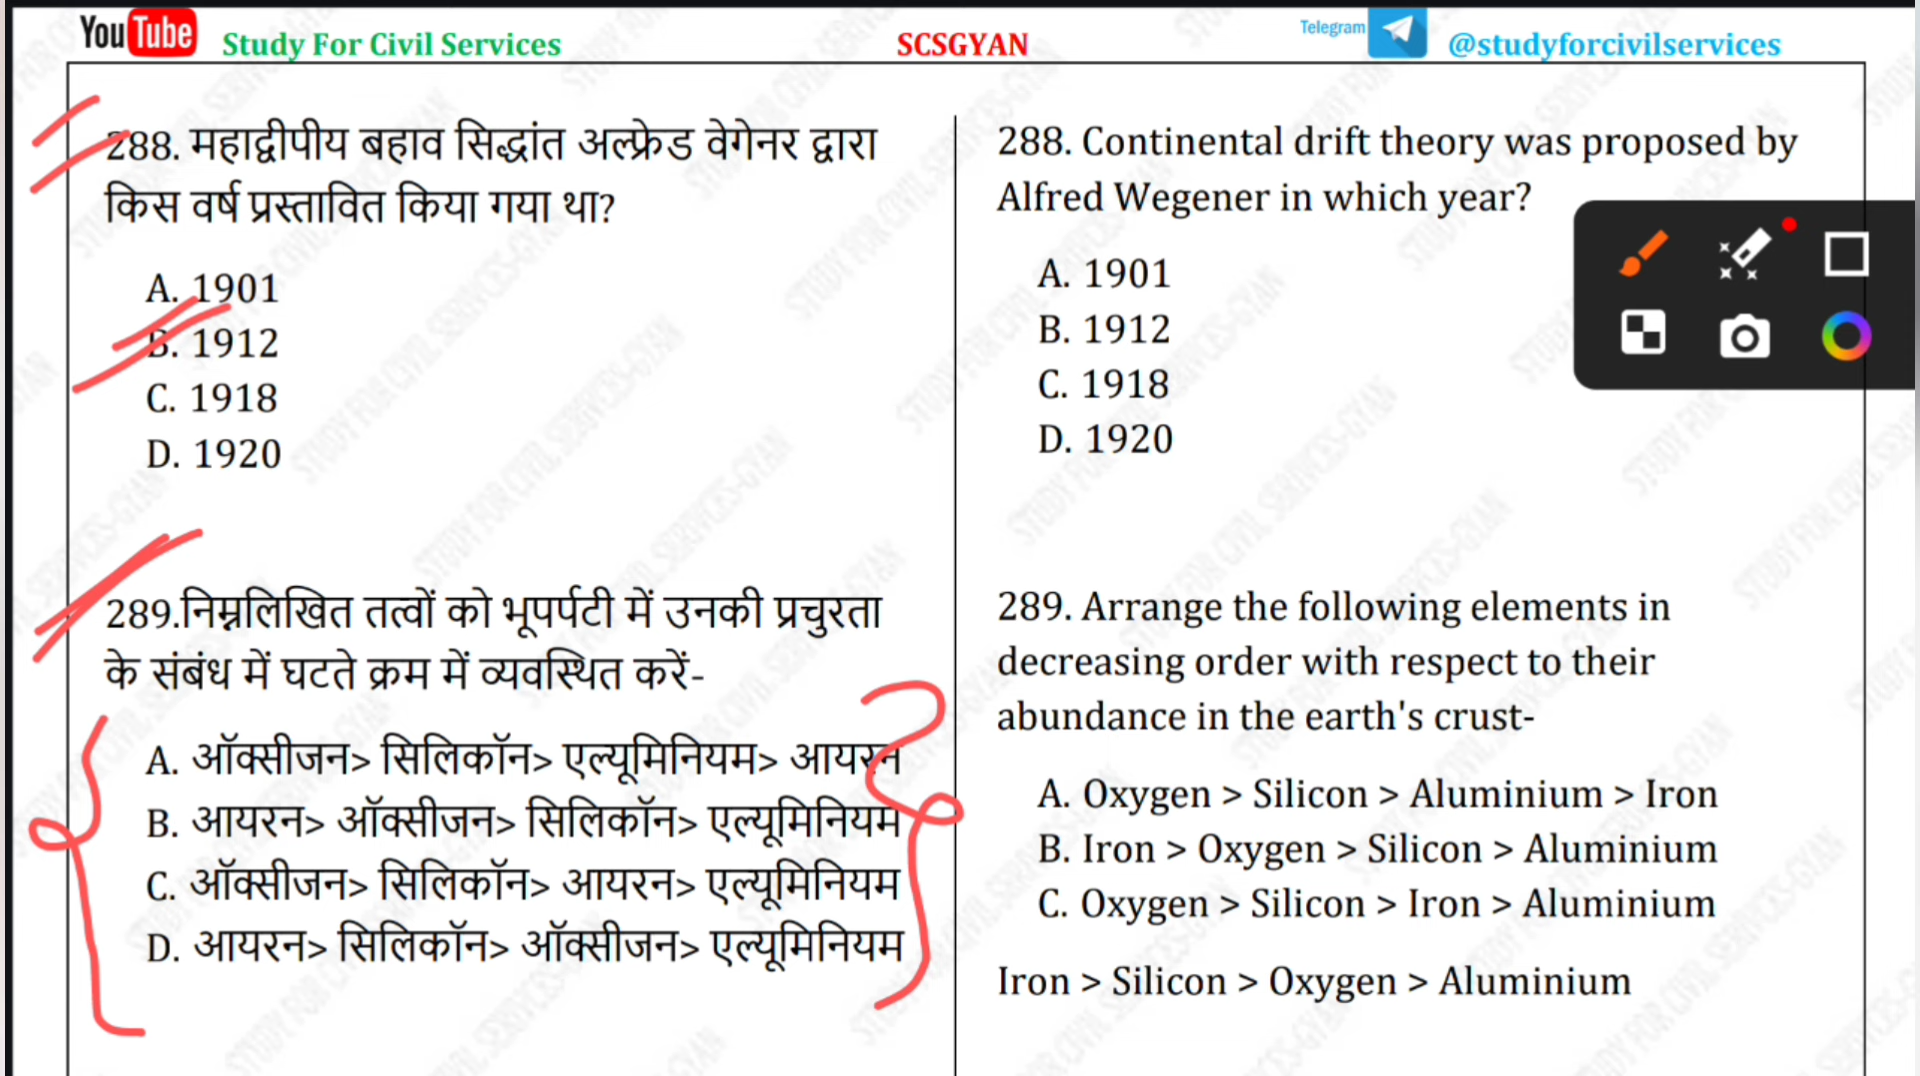 YouTube Study For Civil Services SCSGYAN Telegram @studyforcivilservices
288. महाद्वीपीय बहाव सिद्धांत अल्फ्रेड वेगेनर द्वारा
किस वर्ष प्रस्तावित किया गया था?
A. 1901
B. 1912
C. 1918
D. 1920
289.निम्नलिखित तत्वों को भूपर्पटी में उनकी प्रचुरता
के संबंध में घटते क्रम में व्यवस्थित करें-
A. ऑक्सीजन> सिलिकॉन> एल्यूमिनियम> आयरन
B. आयरन> ऑक्सीजन> सिलिकॉन> एल्यूमिनियम
C. ऑक्सीजन> सिलिकॉन> आयरन> एल्यूमिनियम
D. आयरन> सिलिकॉन> ऑक्सीजन> एल्यूमिनियम
288. Continental drift theory was proposed by
Alfred Wegener in which year?
A. 1901
B. 1912
C. 1918
D. 1920
289. Arrange the following elements in
decreasing order with respect to their
abundance in the earth's crust-
A. Oxygen > Silicon > Aluminium > Iron
B. Iron > Oxygen > Silicon > Aluminium
C. Oxygen > Silicon > Iron > Aluminium
Iron > Silicon > Oxygen > Aluminium